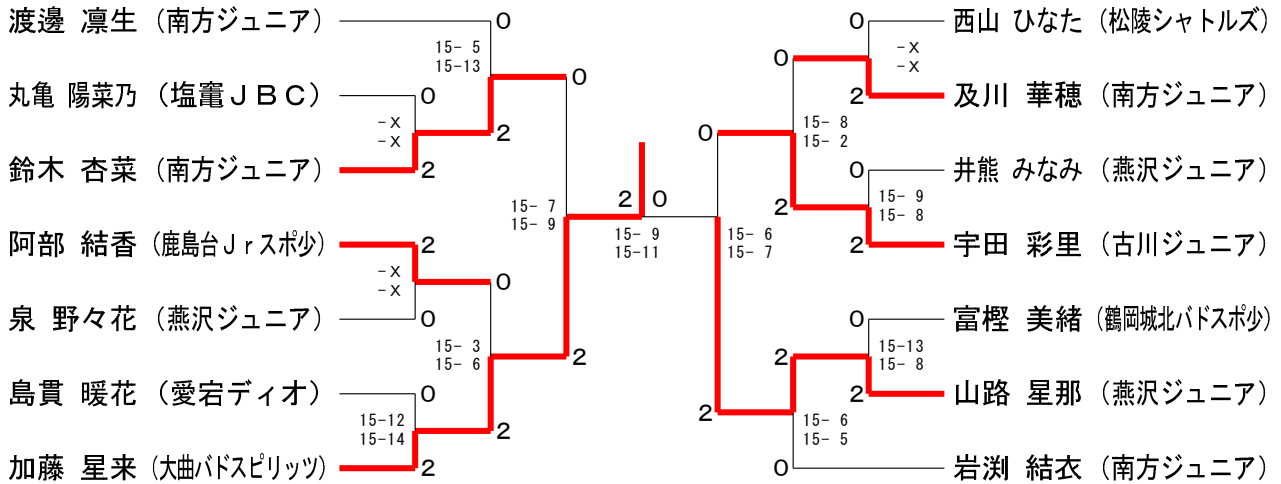 渡邊 凛生 (南方ジュニア) 0
15- 5
15-13
0
丸亀 陽菜乃 (塩竈ＪＢＣ) 0
-X
-X
2
鈴木 杏菜 (南方ジュニア) 2
15- 7
15- 9
阿部 結香 (鹿島台Ｊｒスポ少) 2
-X
-X
0
泉 野々花 (燕沢ジュニア) 0
15- 3
15- 6
2
島貫 暖花 (愛宕ディオ) 0
15-12
15-14
2
加藤 星来 (大曲バドスピリッツ) 2
2 0
15- 9
15-11
0 西山 ひなた (松陵シャトルズ)
-X
-X
0
2 及川 華穂 (南方ジュニア)
15- 8
15- 2
0
0 井熊 みなみ (燕沢ジュニア)
15- 9
15- 8
2
2 宇田 彩里 (古川ジュニア)
15- 6
15- 7
0 富樫 美緒 (鶴岡城北バドスポ少)
15-13
15- 8
2
2 山路 星那 (燕沢ジュニア)
2
15- 6
15- 5
0 岩渕 結衣 (南方ジュニア)